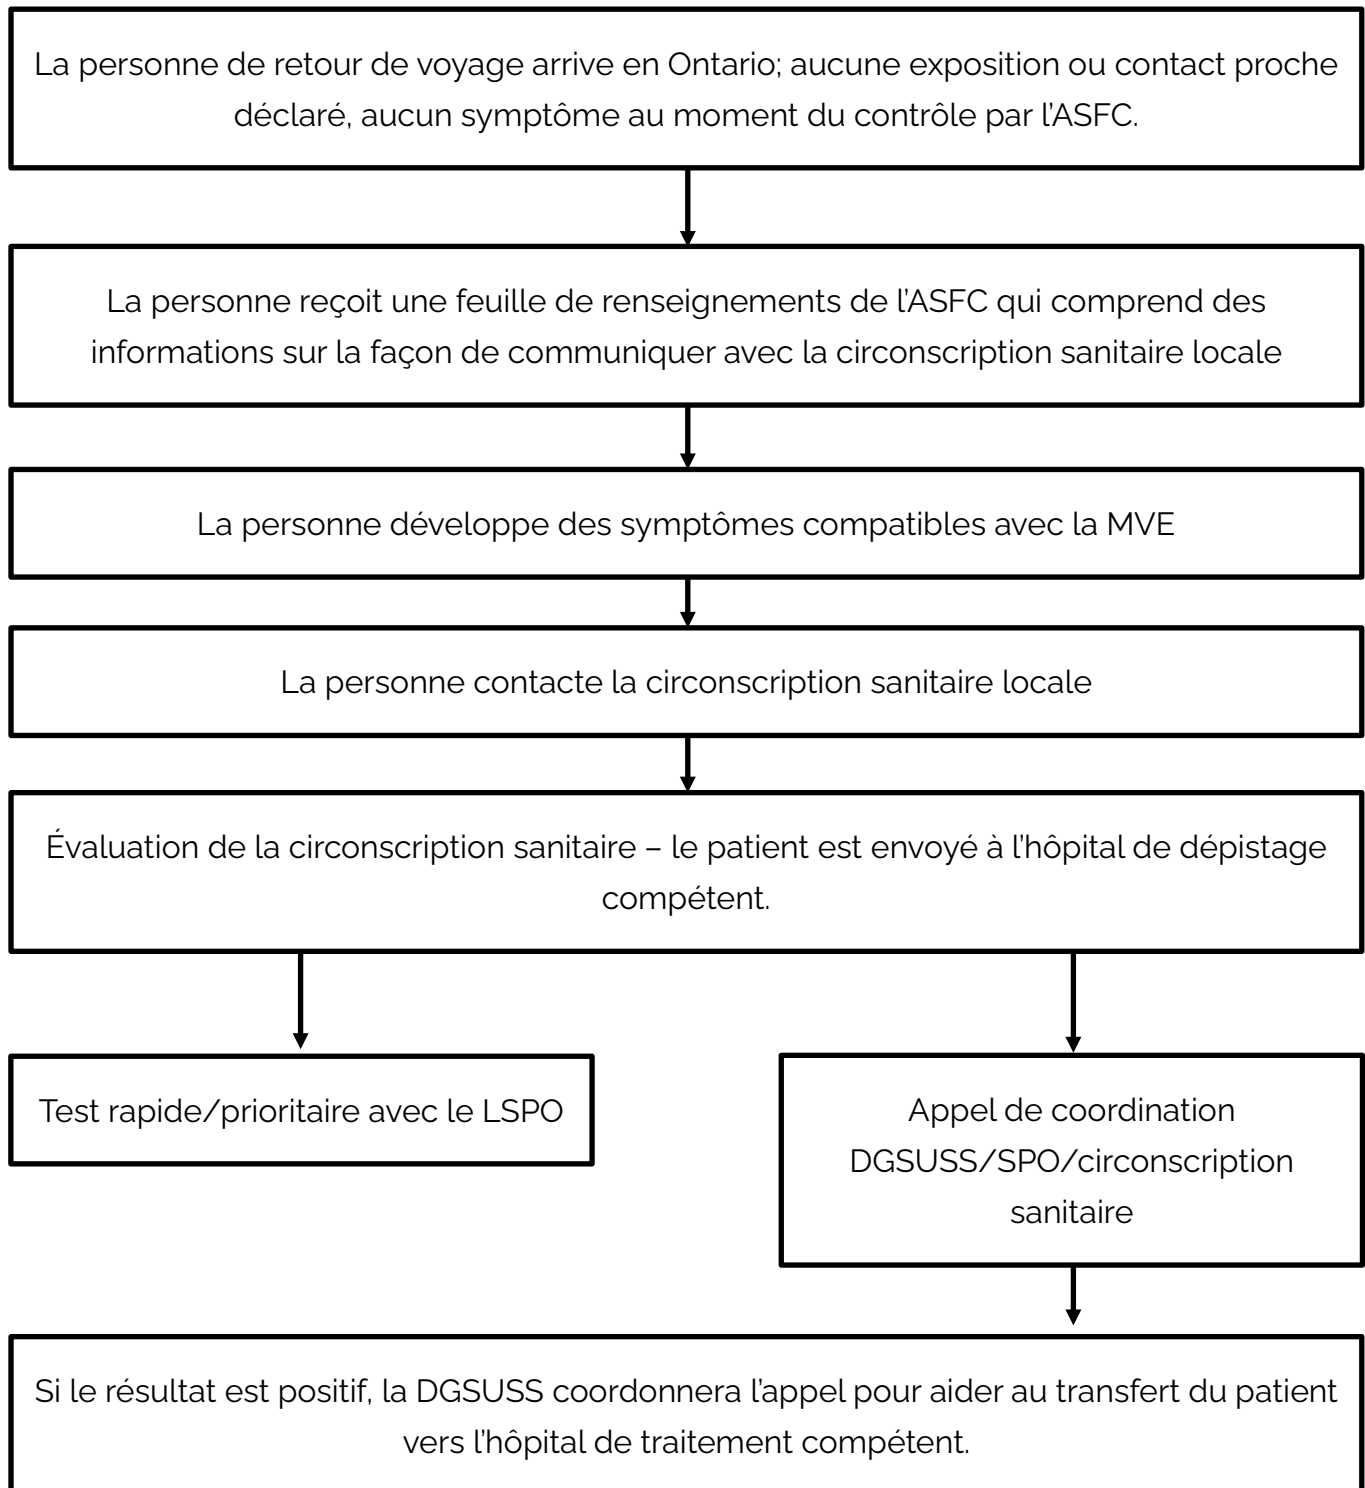 La personne de retour de voyage arrive en Ontario; aucune exposition ou contact proche
déclaré, aucun symptôme au moment du contrôle par l'ASFC.
La personne reçoit une feuille de renseignements de l'ASFC qui comprend des
informations sur la façon de communiquer avec la circonscription sanitaire locale
La personne développe des symptômes compatibles avec la MVE
La personne contacte la circonscription sanitaire locale
Évaluation de la circonscription sanitaire – le patient est envoyé à l'hôpital de dépistage
compétent.
Test rapide/prioritaire avec le LSPO
Appel de coordination
DGSUSS/SPO/circonscription
sanitaire
Si le résultat est positif, la DGSUSS coordonnera l'appel pour aider au transfert du patient
vers l'hôpital de traitement compétent.